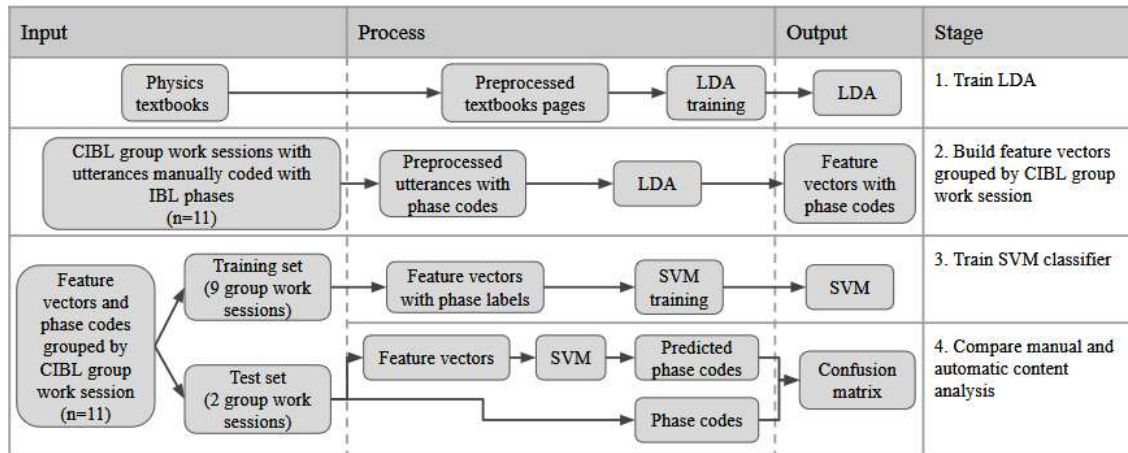 Input
Process
Output
Stage
Physics
textbooks
Preprocessed
textbooks pages
LDA
training
LDA
1. Train LDA
CIBL group work sessions with
utterances manually coded with
IBL phases
(n=11)
Preprocessed
utterances with
phase codes
LDA
Feature
vectors with
phase codes
2. Build feature vectors
grouped by CIBL group
work session
Feature
vectors and
phase codes
grouped by
CIBL group
work session
(n=11)
Training set
(9 group work
sessions)
Feature vectors
with phase labels
SVM
training
SVM
3. Train SVM classifier
Test set
(2 group work
sessions)
Feature vectors
SVM
Predicted
phase codes
Phase codes
Confusion
matrix
4. Compare manual and
automatic content
analysis